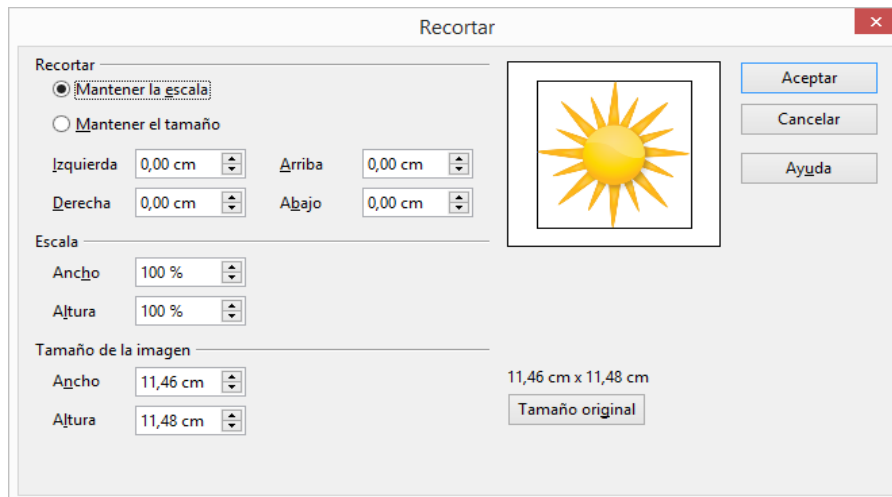 Recortar
Recortar
Mantener la escala
Mantener el tamaño
Izquierda 0,00 cm Arriba 0,00 cm
Derecha 0,00 cm Abajo 0,00 cm
Escala
Ancho 100 %
Altura 100 %
Tamaño de la imagen
Ancho 11,46 cm
Altura 11,48 cm
11,46 cm x 11,48 cm
Tamaño original
Aceptar
Cancelar
Ayuda